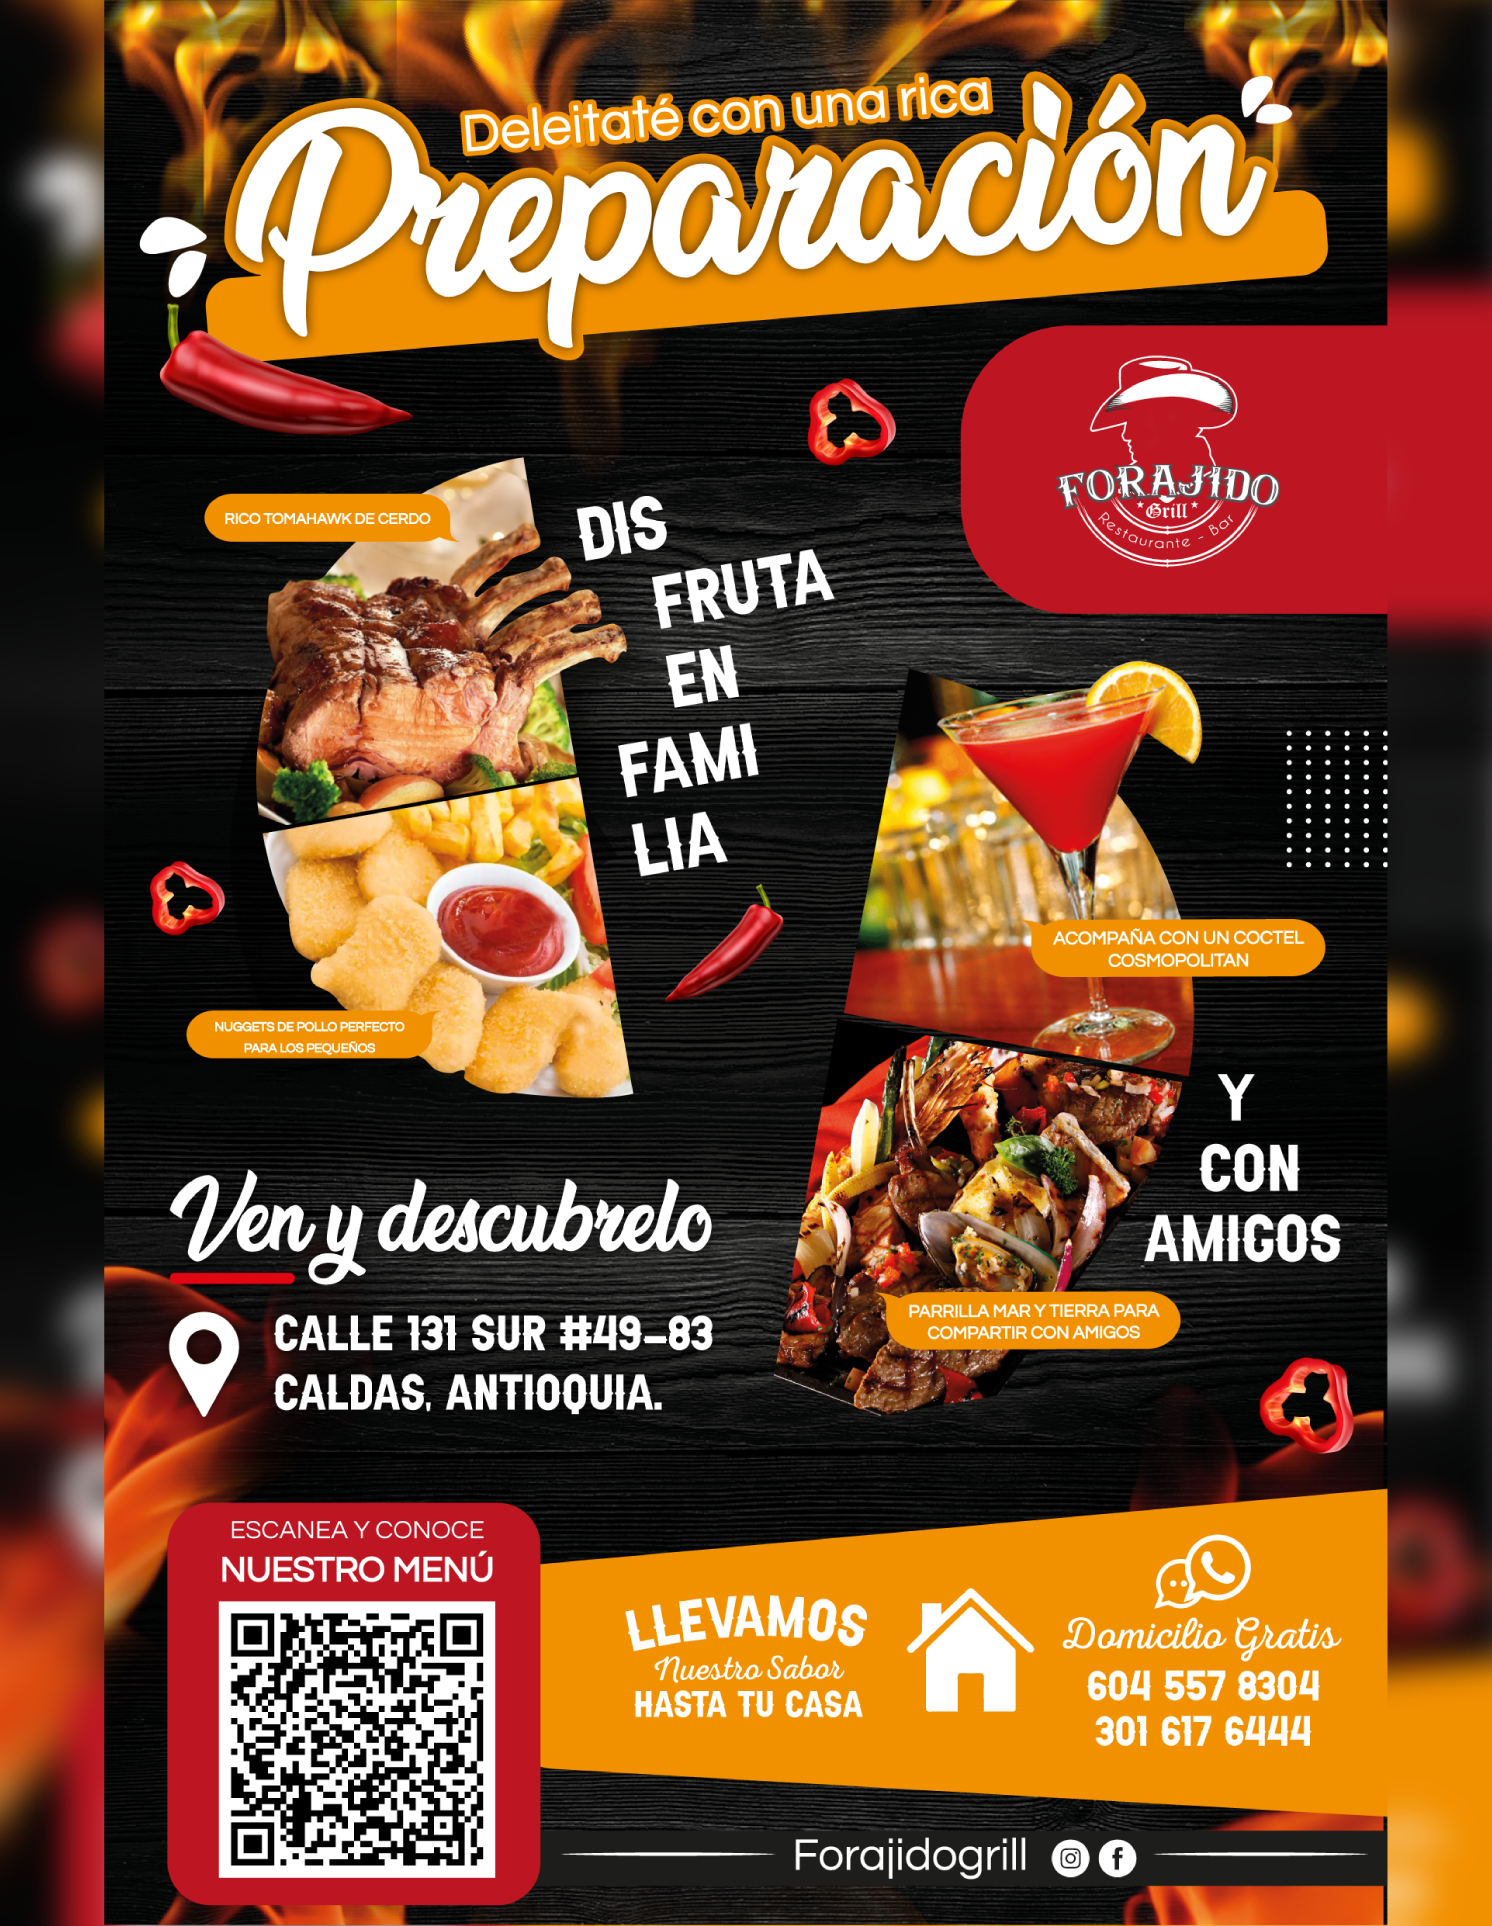 Deleitaté con una rica
Preparación
FORAJIDO
Grill
Restaurante - Bar
RICO TOMAHAWK DE CERDO
DIS
FRUTA
EN
FAMI
LIA
ACOMPAÑA CON UN COCTEL
COSMOPOLITAN
NUGGETS DE POLLO PERFECTO
PARA LOS PEQUEÑOS
Y
CON
AMIGOS
PARRILLA MAR Y TIERRA PARA
COMPARTIR CON AMIGOS
Ven y descubrelo
CALLE 131 SUR #49-83
CALDAS, ANTIOQUIA.
ESCANEA Y CONOCE
NUESTRO MENÚ
LLEVAMOS
Nuestro Sabor
HASTA TU CASA
Domicilio Gratis
604 557 8304
301 617 6444
Forajidogrill